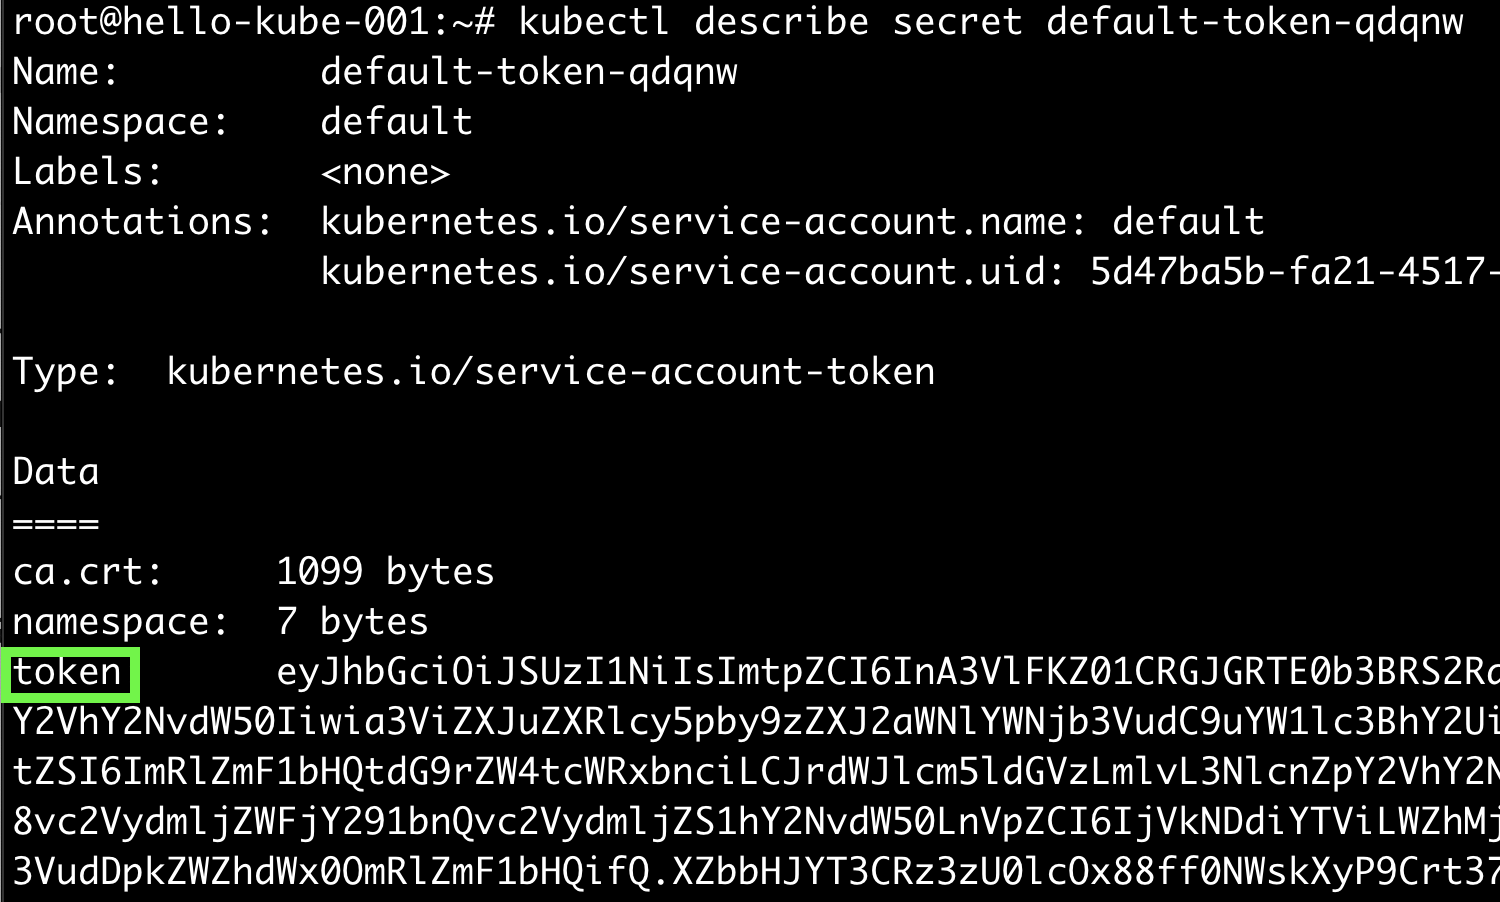 root@hello-kube-001:~# kubectl describe secret default-token-qdqnw
Name: default-token-qdqnw
Namespace: default
Labels: <none>
Annotations: kubernetes.io/service-account.name: default
kubernetes.io/service-account.uid: 5d47ba5b-fa21-4517-
Type: kubernetes.io/service-account-token
Data
====
ca.crt: 1099 bytes
namespace: 7 bytes
token eyJhbGciOiJSUzI1NiIsImtpZCI6InA3VlFKZ01CRGJGRTE0b3BRS2Ra
Y2VhY2NvdW50Iiwia3ViZXJuZXRlcy5pby9zZXJ2aWNlYWNjb3VudC9uYW1lc3BhY2Ui
tZSI6ImRlZmF1bHQtdG9rZW4tcWRxbnciLCJrdWJlcm5ldGVzLmlvL3NlcnZpY2VhY2N
8vc2VydmljZWFjY291bnQvc2VydmljZS1hY2NvdW50LnVpZCI6IjVkNDdiYTViLWZhMj
3VudDpkZWZhdWx0OmRlZmF1bHQifQ.XZbbHJYT3CRz3zU0lcOx88ff0NWskXyP9Crt37